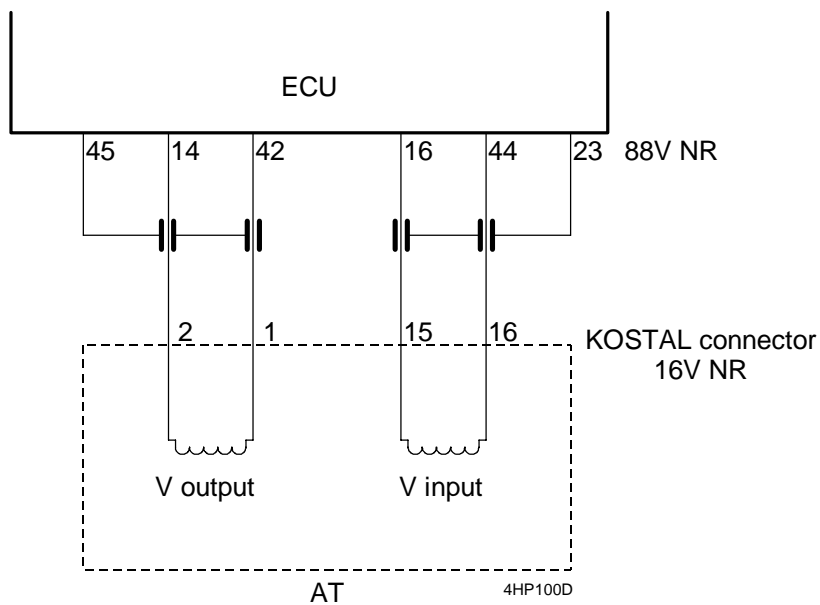 ECU
45 14 42 16 44 23 88V NR
2 1 15 16 KOSTAL connector
16V NR
V output V input
AT 4HP100D